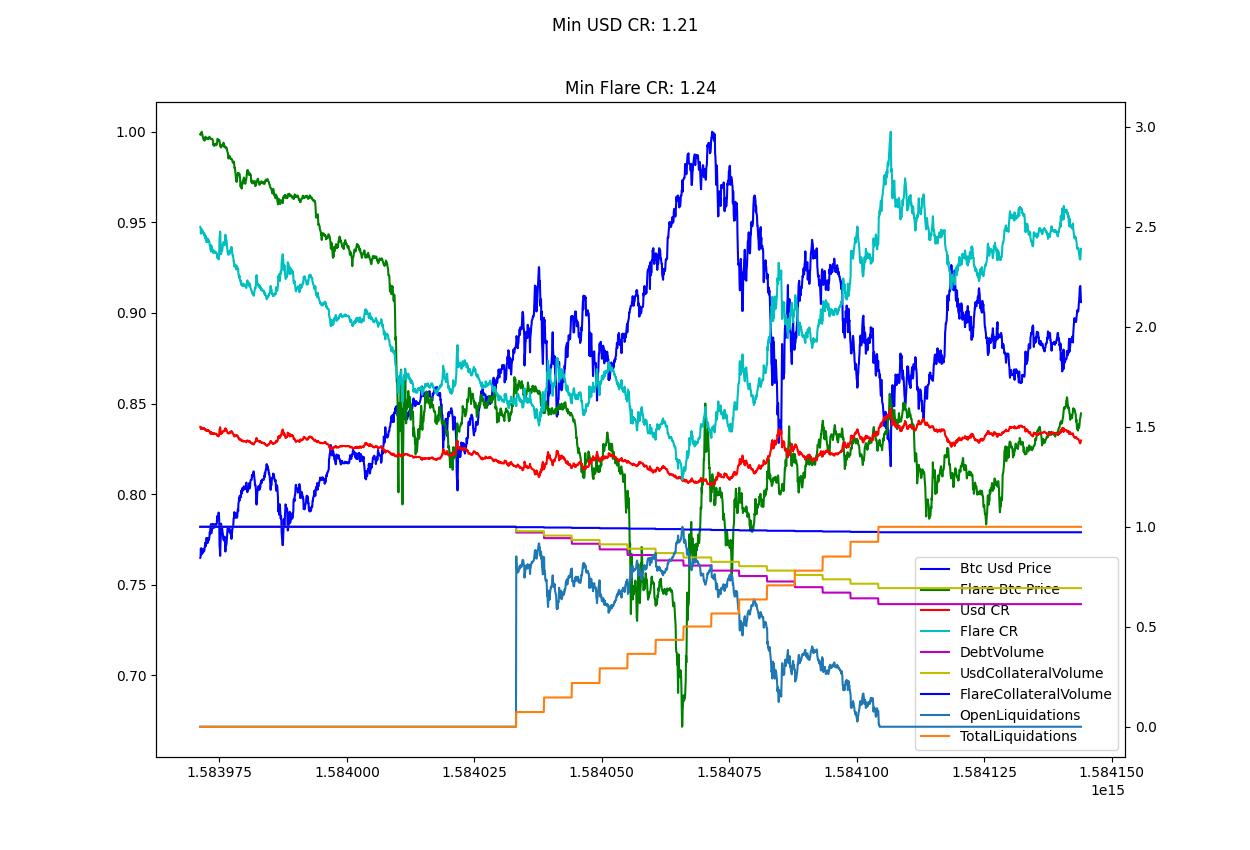 Min USD CR: 1.21
Min Flare CR: 1.24
1.00
0.95
0.90
0.85
0.80
0.75
0.70
3.0
2.5
2.0
1.5
1.0
0.5
0.0
Btc Usd Price
Flare Btc Price
Usd CR
Flare CR
DebtVolume
UsdCollateralVolume
FlareCollateralVolume
OpenLiquidations
TotalLiquidations
1.583975 1.584000 1.584025 1.584050 1.584075 1.584100 1.584125 1.584150
1e15